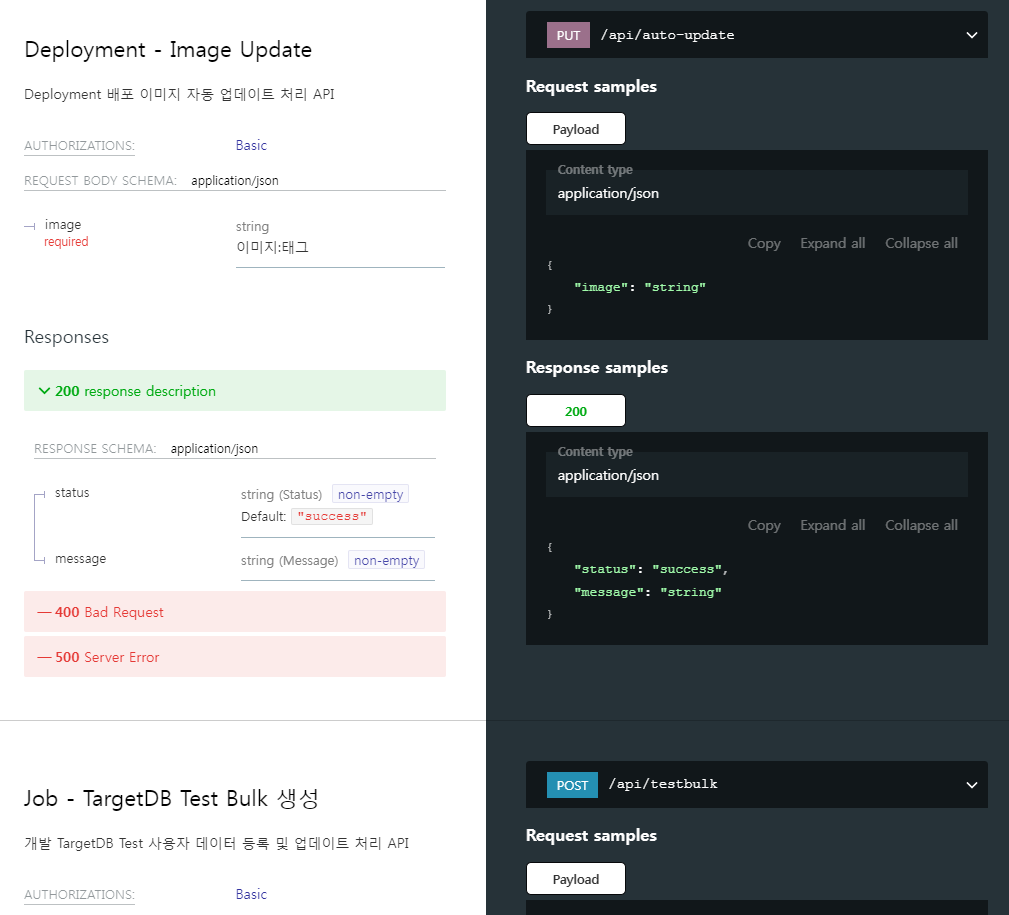 Deployment - Image Update
Deployment 배포 이미지 자동 업데이트 처리 API
AUTHORIZATIONS: Basic
REQUEST BODY SCHEMA: application/json
image string
required
이미지:태그
Responses
200 response description
RESPONSE SCHEMA: application/json
status string (Status) non-empty
Default: "success"
message string (Message) non-empty
— 400 Bad Request
— 500 Server Error
PUT /api/auto-update
Request samples
Payload
Content type
application/json
Copy Expand all Collapse all
{
"image": "string"
}
Response samples
200
Content type
application/json
Copy Expand all Collapse all
{
"status": "success",
"message": "string"
}
Job - TargetDB Test Bulk 생성
개발 TargetDB Test 사용자 데이터 등록 및 업데이트 처리 API
AUTHORIZATIONS: Basic
POST /api/testbulk
Request samples
Payload